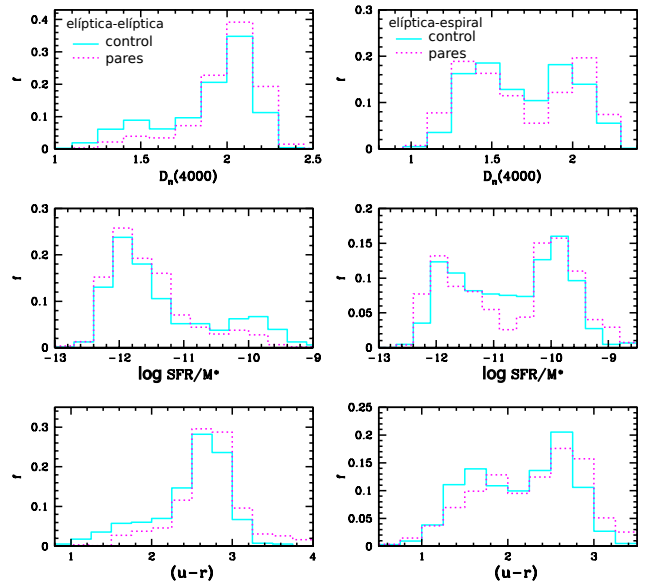 elíptica-elíptica
control
pares
0.4
0.3
0.2
0.1
0
f
1
1.5
2
2.5
Dn(4000)
elíptica-espiral
control
pares
0.3
0.2
0.1
0
f
1
1.5
2
Dn(4000)
0.3
0.2
0.1
0
f
−13
−12
−11
−10
−9
log SFR/M*
0.2
0.15
0.1
0.05
0
f
−13
−12
−11
−10
−9
log SFR/M*
0.3
0.2
0.1
0
f
1
2
3
4
(u−r)
0.25
0.2
0.15
0.1
0.05
0
f
1
2
3
(u−r)